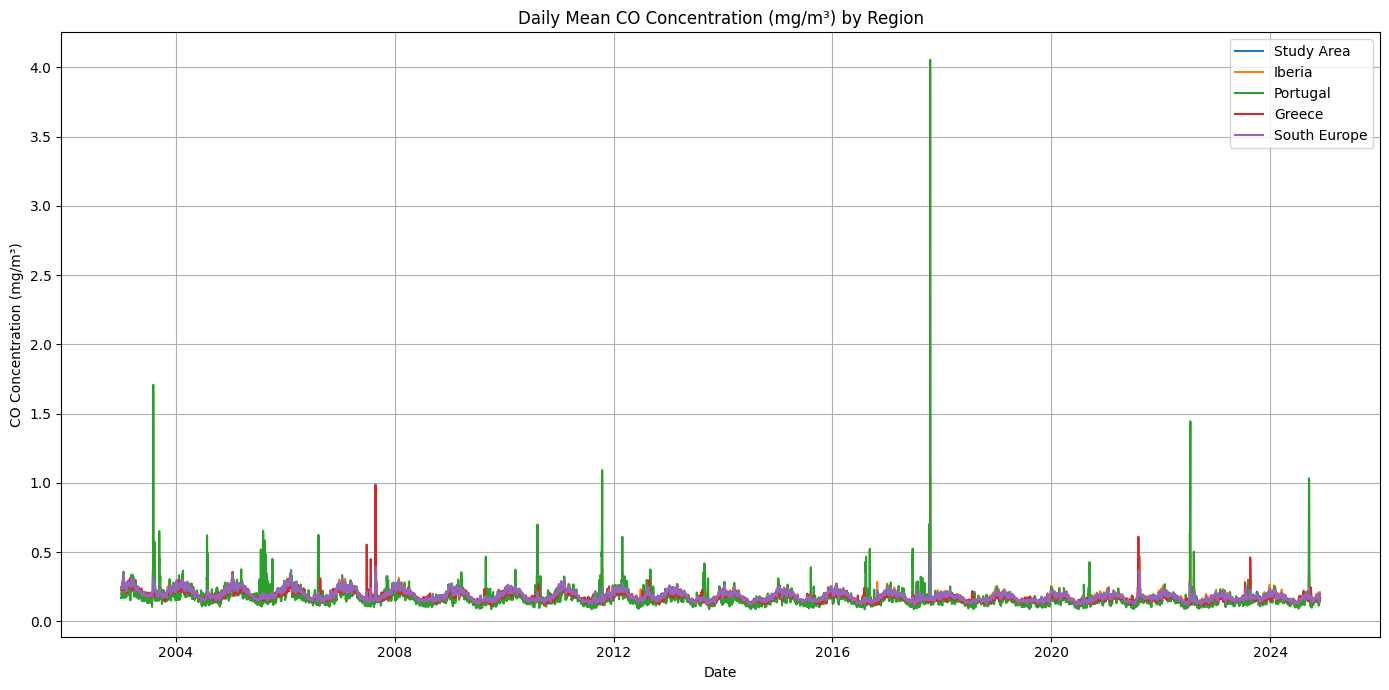 Daily Mean CO Concentration (mg/m³) by Region
CO Concentration (mg/m³)
4.0
3.5
3.0
2.5
2.0
1.5
1.0
0.5
0.0
Study Area
Iberia
Portugal
Greece
South Europe
2004
2008
2012
2016
2020
2024
Date